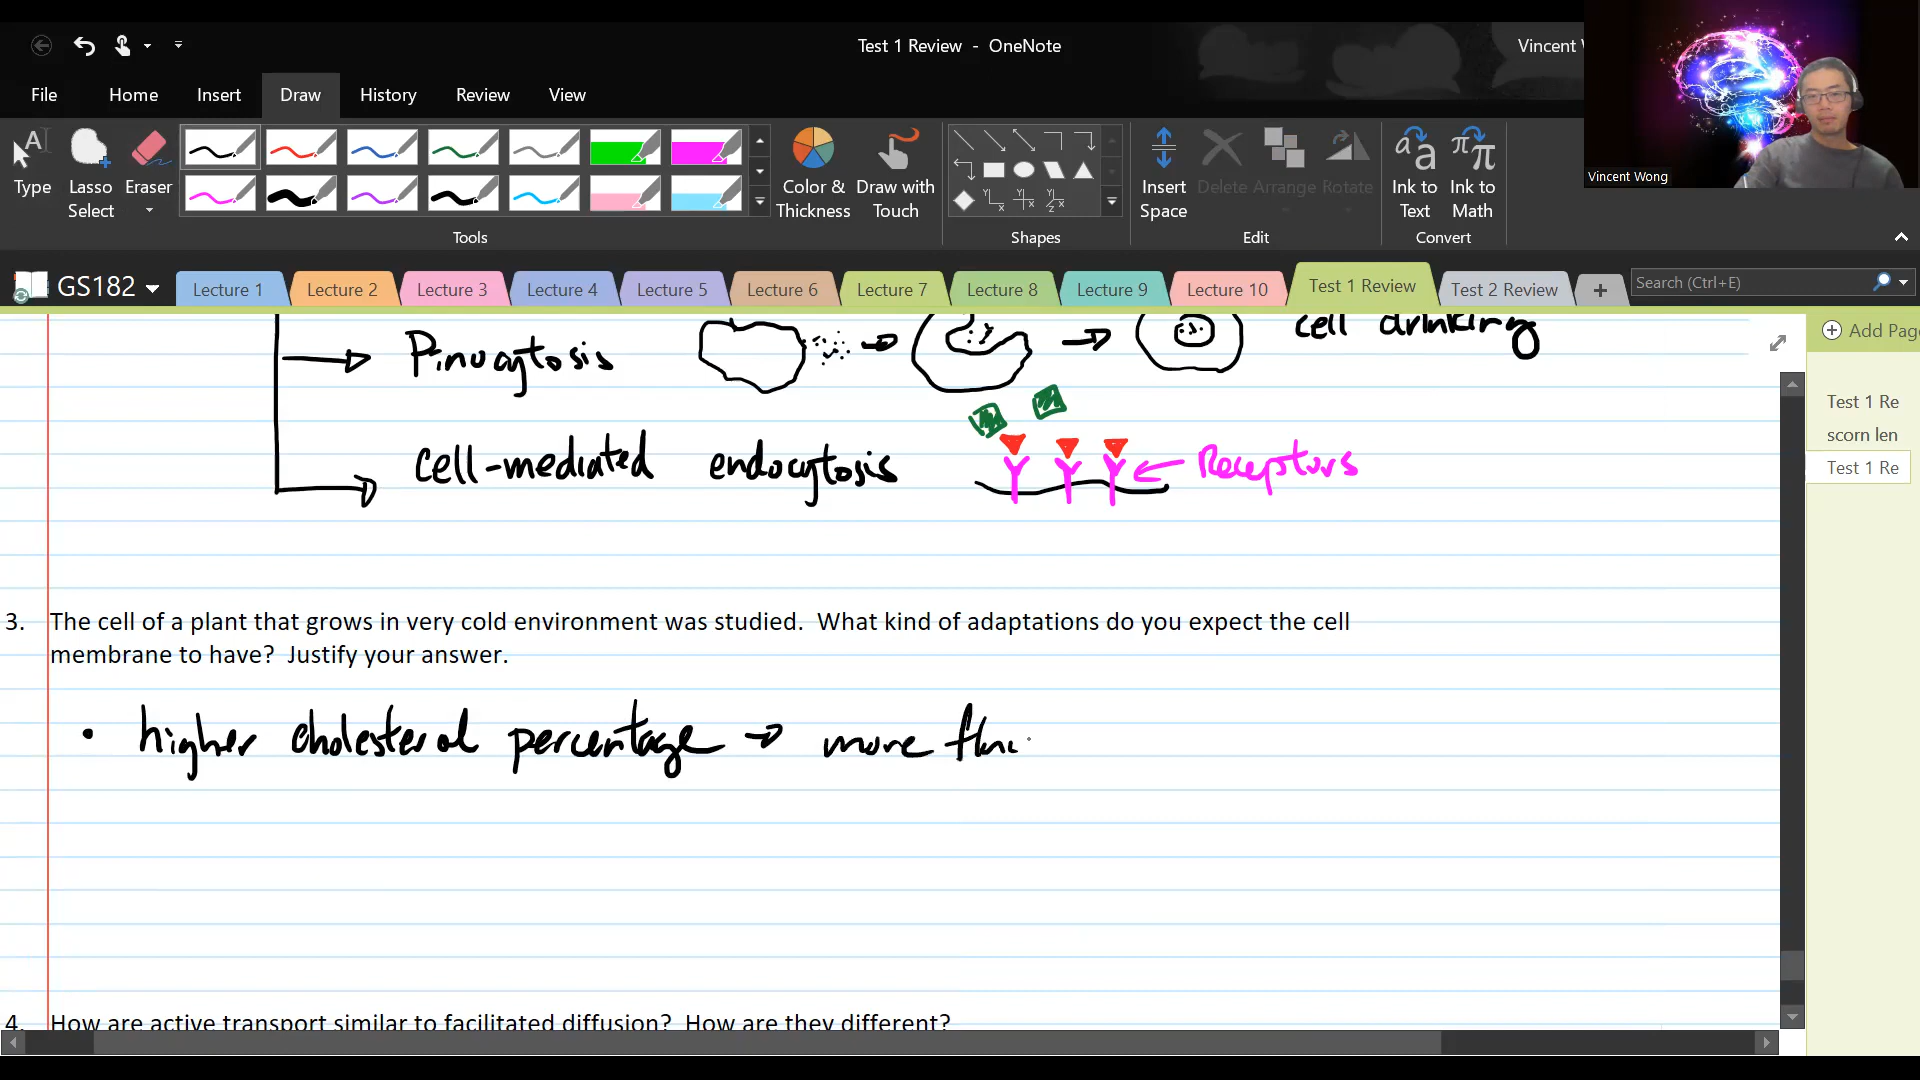 Test 1 Review - OneNote
Vincent W
File Home Insert Draw History Review View
Type
Lasso Select
Eraser
Color & Thickness
Draw with Touch
Insert Space
Delete Arrange Rotate
Ink to Text
Ink to Math
Tools Shapes Edit Convert
Vincent Wong
GS182 Lecture 1 Lecture 2 Lecture 3 Lecture 4 Lecture 5 Lecture 6 Lecture 7 Lecture 8 Lecture 9 Lecture 10 Test 1 Review Test 2 Review + Search (Ctrl+E)
Add Page
Test 1 Re
scorn len
Test 1 Re
Pinocytosis cell drinking
cell-mediated endocytosis Receptors
3. The cell of a plant that grows in very cold environment was studied. What kind of adaptations do you expect the cell
membrane to have? Justify your answer.
• higher cholesterol percentage → more flui
4. How are active transport similar to facilitated diffusion? How are they different?